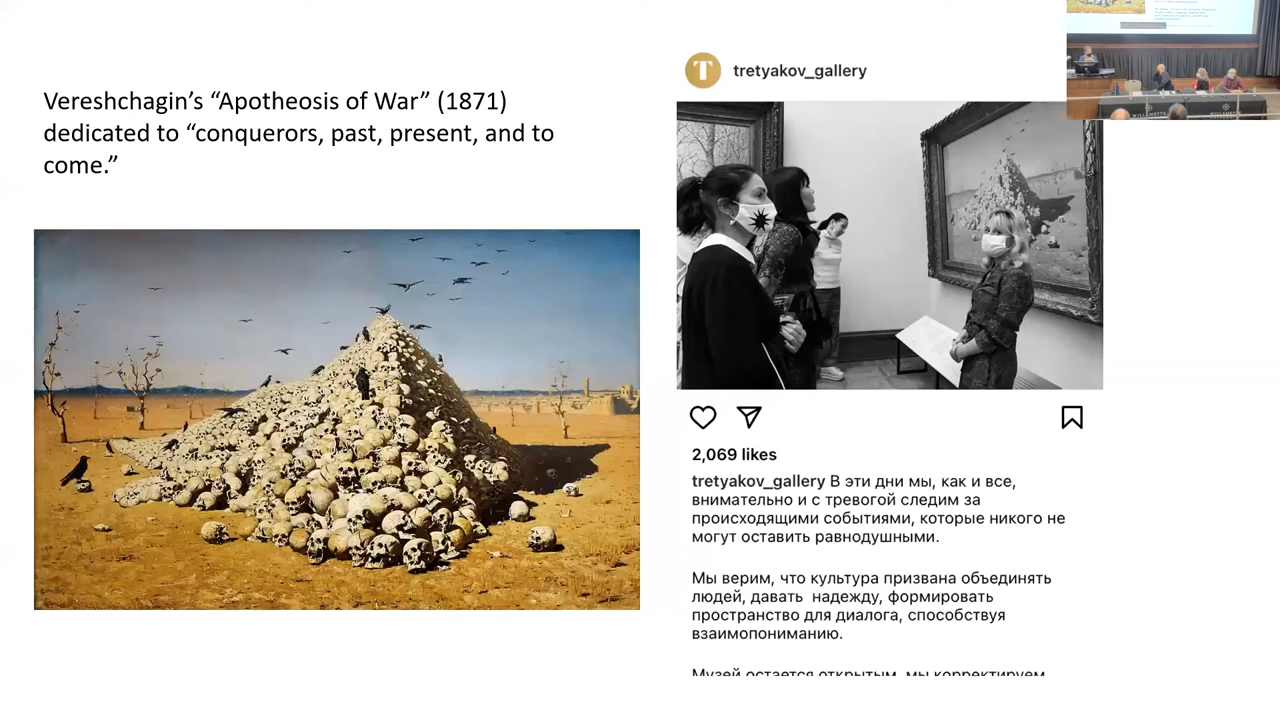 Vereshchagin’s “Apotheosis of War” (1871)
dedicated to “conquerors, past, present, and to
come.”
T tretyakov_gallery
2,069 likes
tretyakov_gallery В эти дни мы, как и все,
внимательно и с тревогой следим за
происходящими событиями, которые никого не
могут оставить равнодушными.
Мы верим, что культура призвана объединять
людей, давать надежду, формировать
пространство для диалога, способствуя
взаимопониманию.
Музей остается открытым, мы корректируем